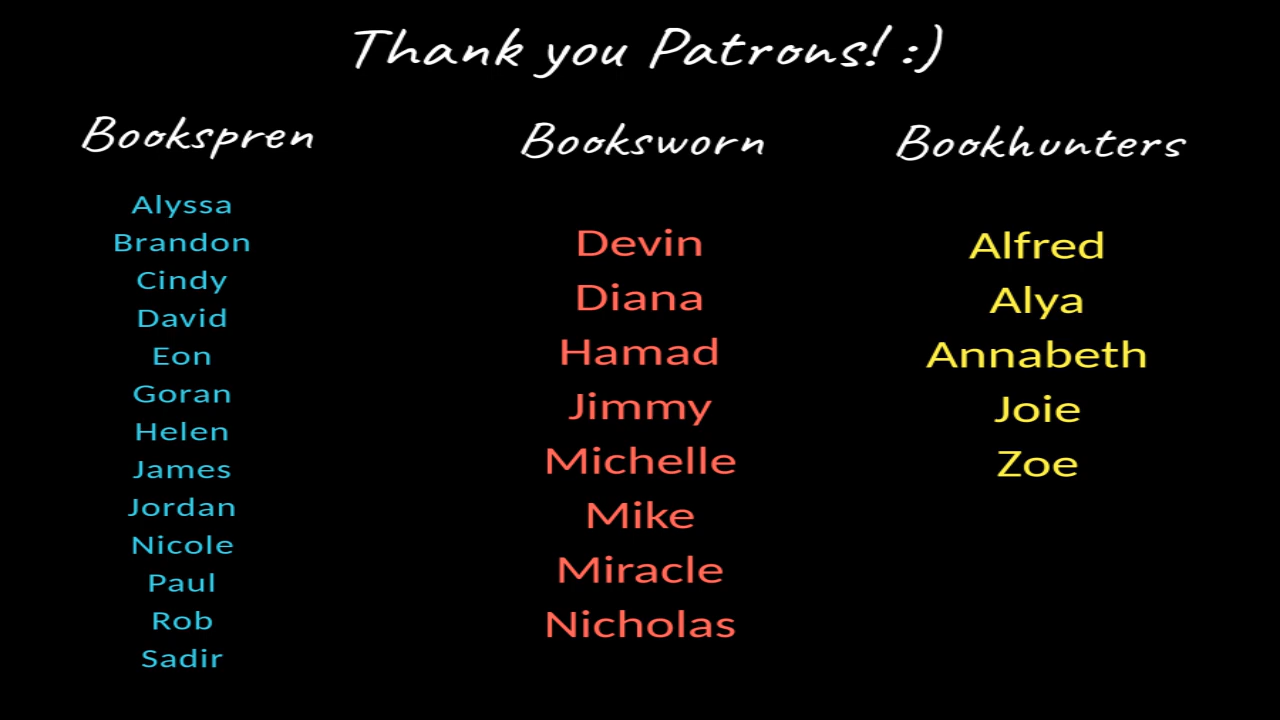 Thank you Patrons! :)
Bookspren
Alyssa
Brandon
Cindy
David
Eon
Goran
Helen
James
Jordan
Nicole
Paul
Rob
Sadir
Booksworn
Devin
Diana
Hamad
Jimmy
Michelle
Mike
Miracle
Nicholas
Bookhunters
Alfred
Alya
Annabeth
Joie
Zoe